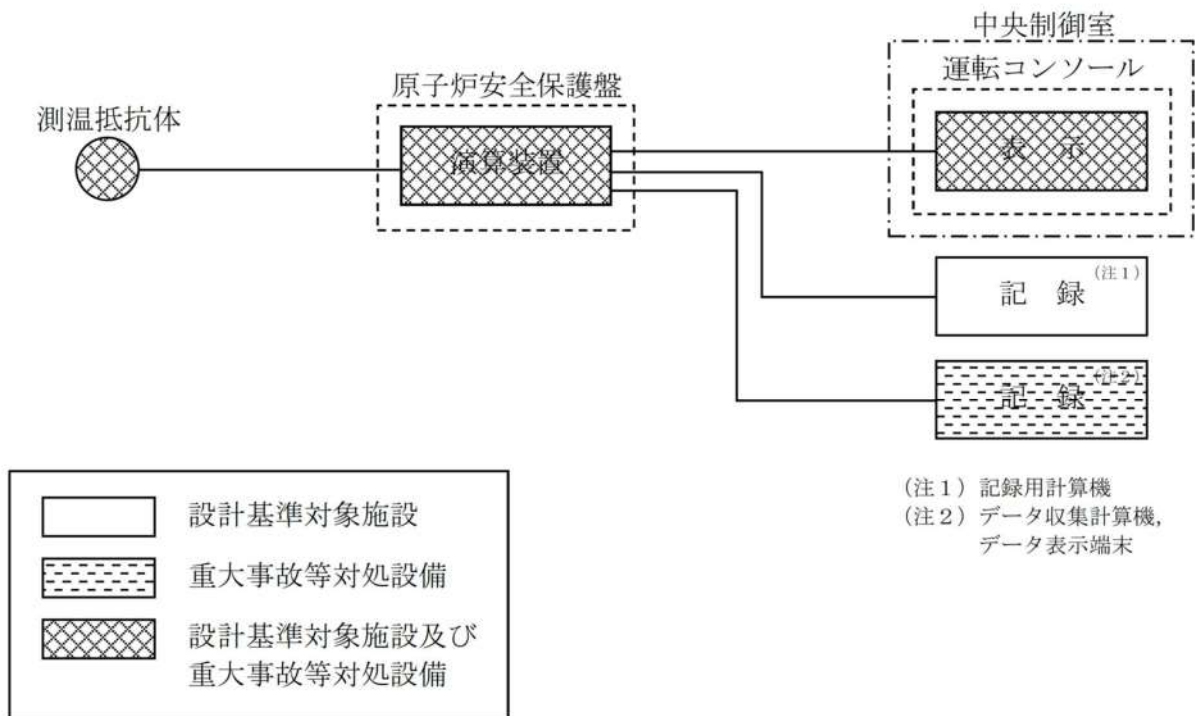 中央制御室
運転コンソール
原子炉安全保護盤
測温抵抗体
演算装置
表 示
記 録 (注1)
記 録 (注2)
(注1) 記録用計算機
(注2) データ収集計算機,
データ表示端末
設計基準対象施設
重大事故等対処設備
設計基準対象施設及び
重大事故等対処設備